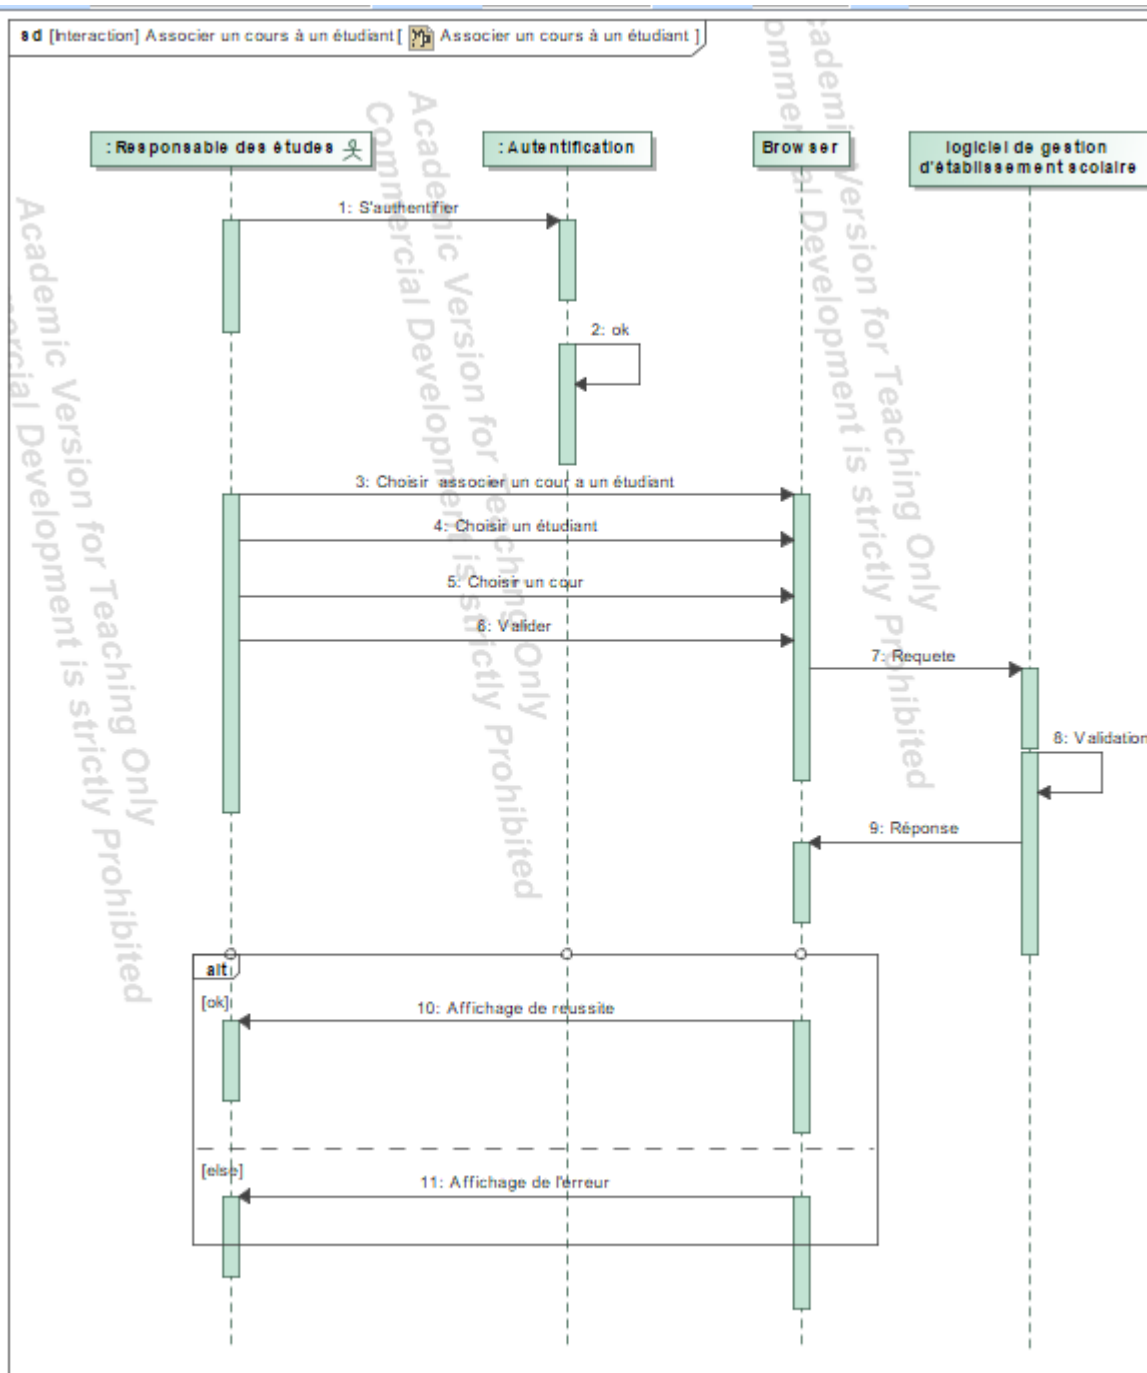 sd [Interaction] Associer un cours à un étudiant [ Associer un cours à un étudiant ]
: Responsable des études
: Autentification
Browser
logiciel de gestion
d'établissement scolaire
1: S'authentifier
2: ok
3: Choisir associer un cour a un étudiant
4: Choisir un étudiant
5: Choisir un cour
6: Valider
7: Requete
8: Validation
9: Réponse
alt
[ok]
10: Affichage de reussite
[else]
11: Affichage de l'erreur
Academic Version for Teaching Only
Commercial Development is strictly Prohibited
Academic Version for Teaching Only
Development is strictly Prohibited
Version for Teaching Only
Development is strictly Prohibited